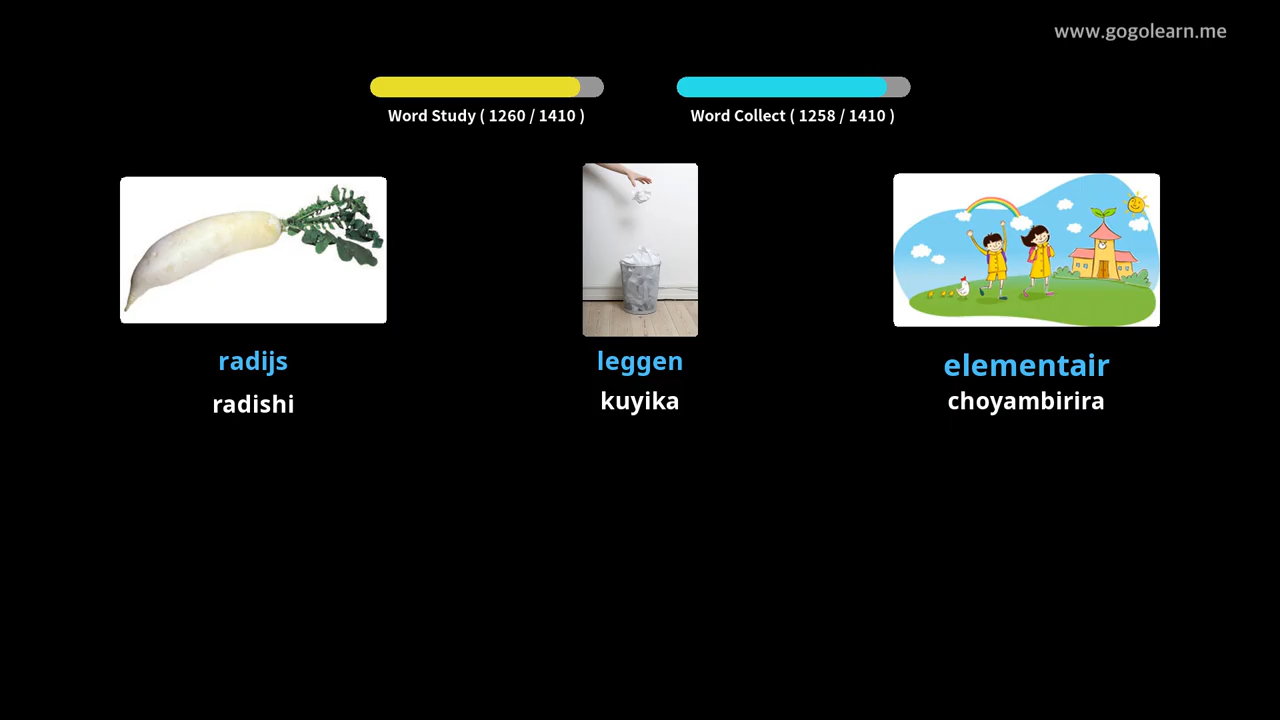 www.gogolearn.me
Word Study ( 1260 / 1410 )
Word Collect ( 1258 / 1410 )
radijs
leggen
elementair
radishi
kuyika
choyambirira